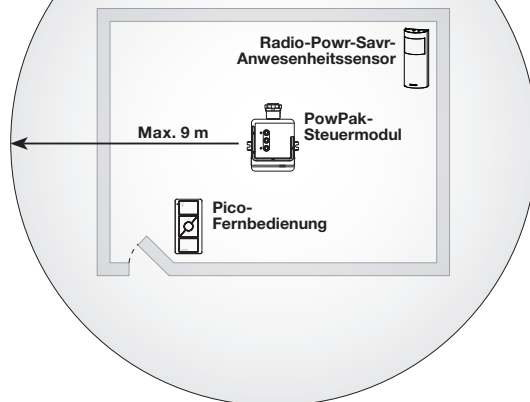 Radio-Powr-Savr-
Anwesenheitssensor
PowPak-
Steuermodul
Max. 9 m
Pico-
Fernbedienung